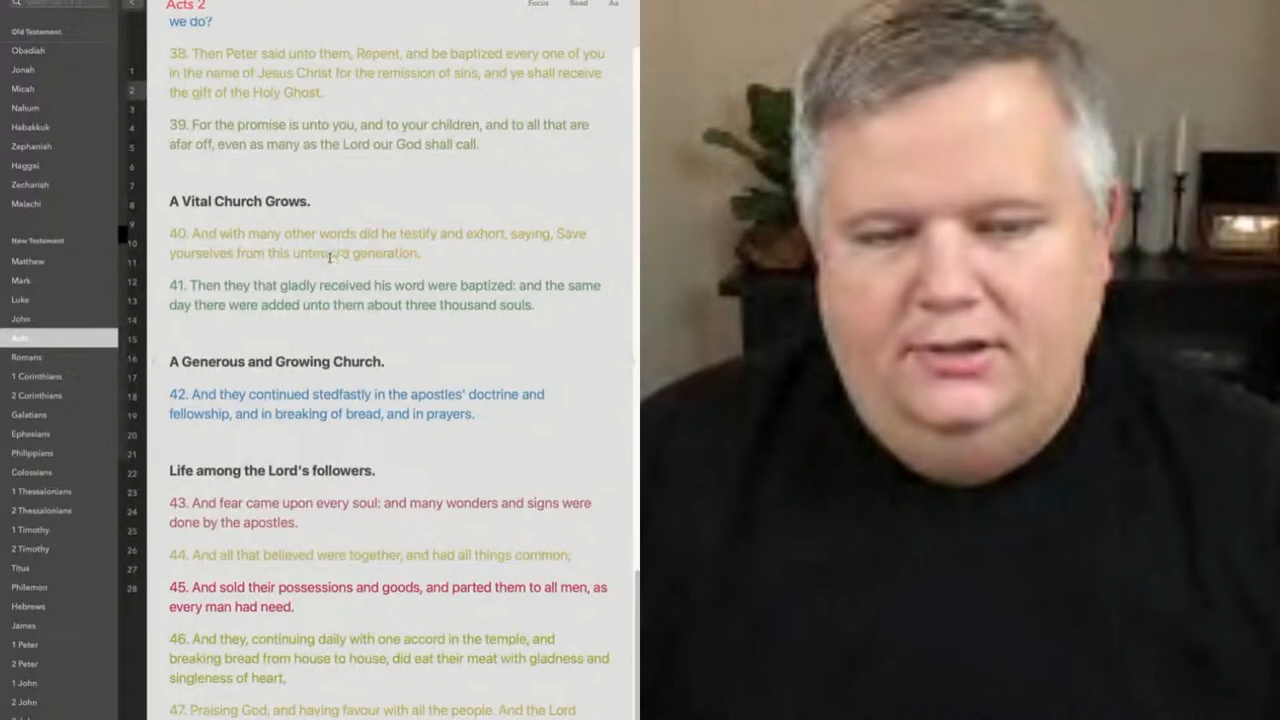 Acts 2
Focus
Read
Aa
we do?
38. Then Peter said unto them, Repent, and be baptized every one of you
in the name of Jesus Christ for the remission of sins, and ye shall receive
the gift of the Holy Ghost.
39. For the promise is unto you, and to your children, and to all that are
afar off, even as many as the Lord our God shall call.
A Vital Church Grows.
40. And with many other words did he testify and exhort, saying, Save
yourselves from this untoward generation.
41. Then they that gladly received his word were baptized: and the same
day there were added unto them about three thousand souls.
A Generous and Growing Church.
42. And they continued stedfastly in the apostles' doctrine and
fellowship, and in breaking of bread, and in prayers.
Life among the Lord's followers.
43. And fear came upon every soul: and many wonders and signs were
done by the apostles.
44. And all that believed were together, and had all things common;
45. And sold their possessions and goods, and parted them to all men, as
every man had need.
46. And they, continuing daily with one accord in the temple, and
breaking bread from house to house, did eat their meat with gladness and
singleness of heart,
47. Praising God, and having favour with all the people. And the Lord
Old Testament
Obadiah
Jonah
Micah
Nahum
Habakkuk
Zephaniah
Haggai
Zechariah
Malachi
New Testament
Matthew
Mark
Luke
John
Acts
Romans
1 Corinthians
2 Corinthians
Galatians
Ephesians
Philippians
Colossians
1 Thessalonians
2 Thessalonians
1 Timothy
2 Timothy
Titus
Philemon
Hebrews
James
1 Peter
2 Peter
1 John
2 John
1
2
3
4
5
6
7
8
9
10
11
12
13
14
15
16
17
18
19
20
21
22
23
24
25
26
27
28